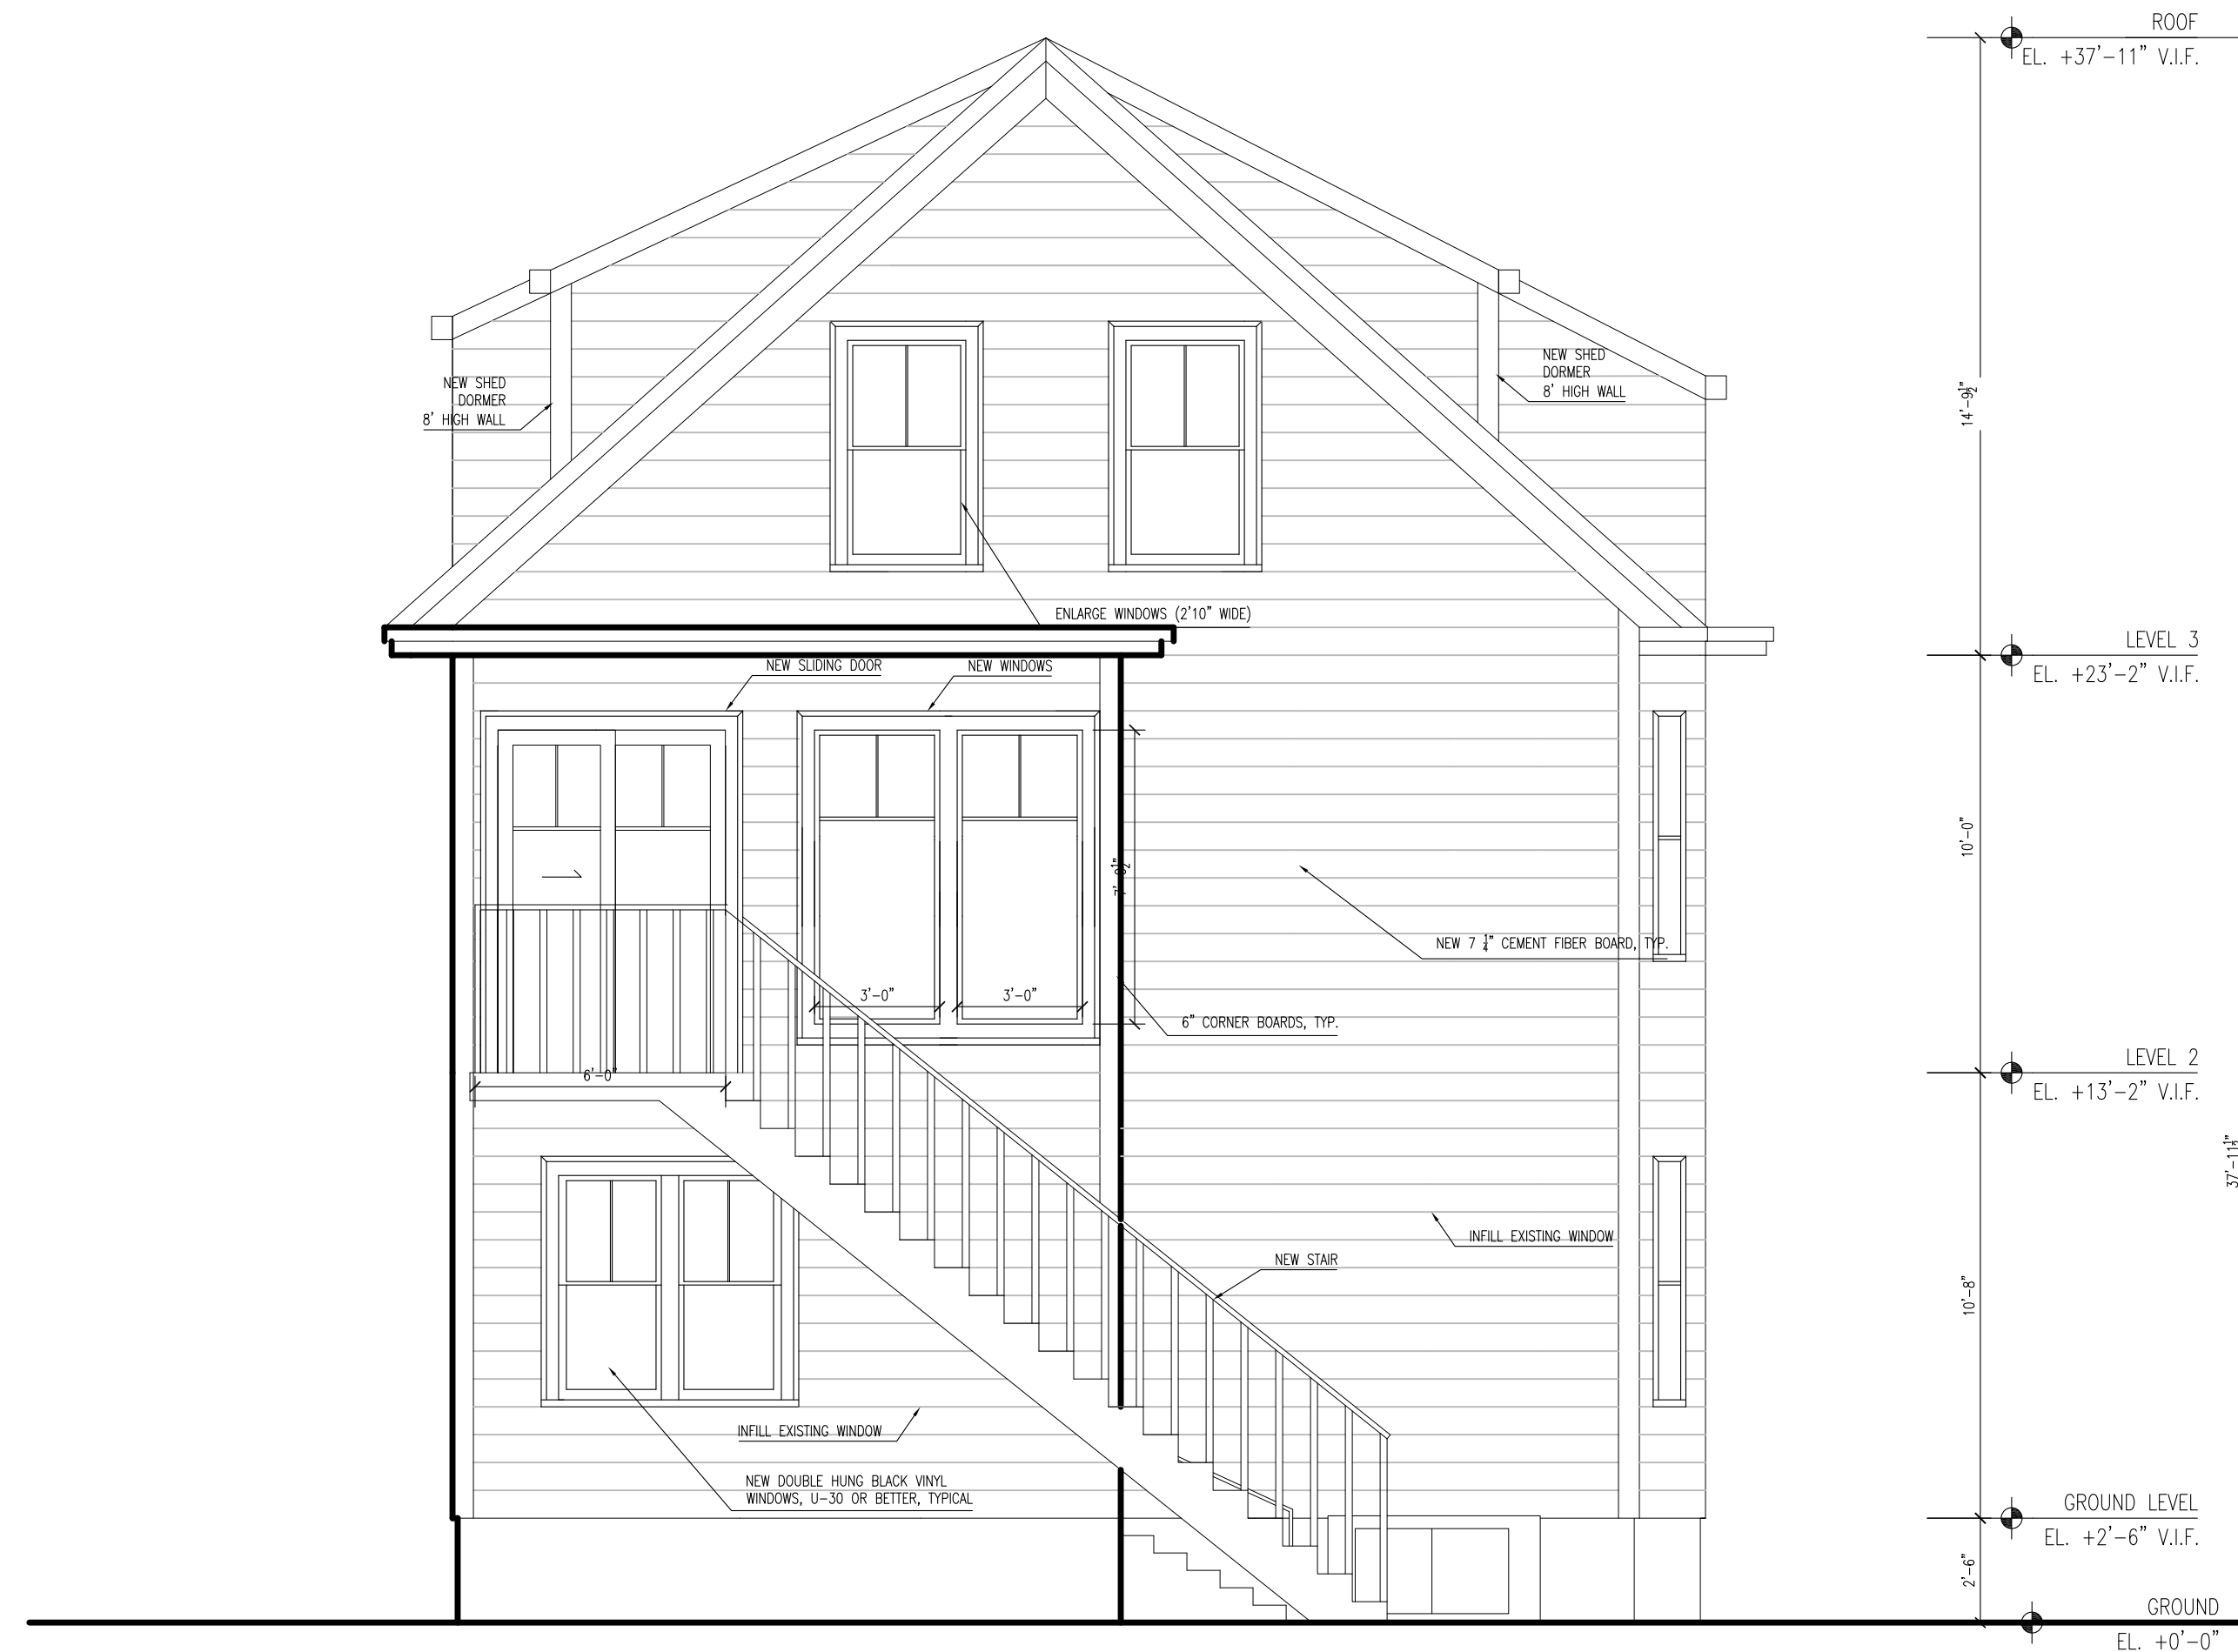 ROOF
EL. +37'-11" V.I.F.
NEW SHED
DORMER
8' HIGH WALL
NEW SHED
DORMER
8' HIGH WALL
14'-9½"
ENLARGE WINDOWS (2'10" WIDE)
LEVEL 3
EL. +23'-2" V.I.F.
NEW SLIDING DOOR
NEW WINDOWS
10'-0"
NEW 7 ¼" CEMENT FIBER BOARD, TYP.
3'-0"
3'-0"
6" CORNER BOARDS, TYP.
LEVEL 2
EL. +13'-2" V.I.F.
6'-0"
37'-11½"
INFILL EXISTING WINDOW
NEW STAIR
10'-8"
INFILL EXISTING WINDOW
NEW DOUBLE HUNG BLACK VINYL
WINDOWS, U-30 OR BETTER, TYPICAL
GROUND LEVEL
EL. +2'-6" V.I.F.
2'-6"
GROUND
EL. +0'-0"